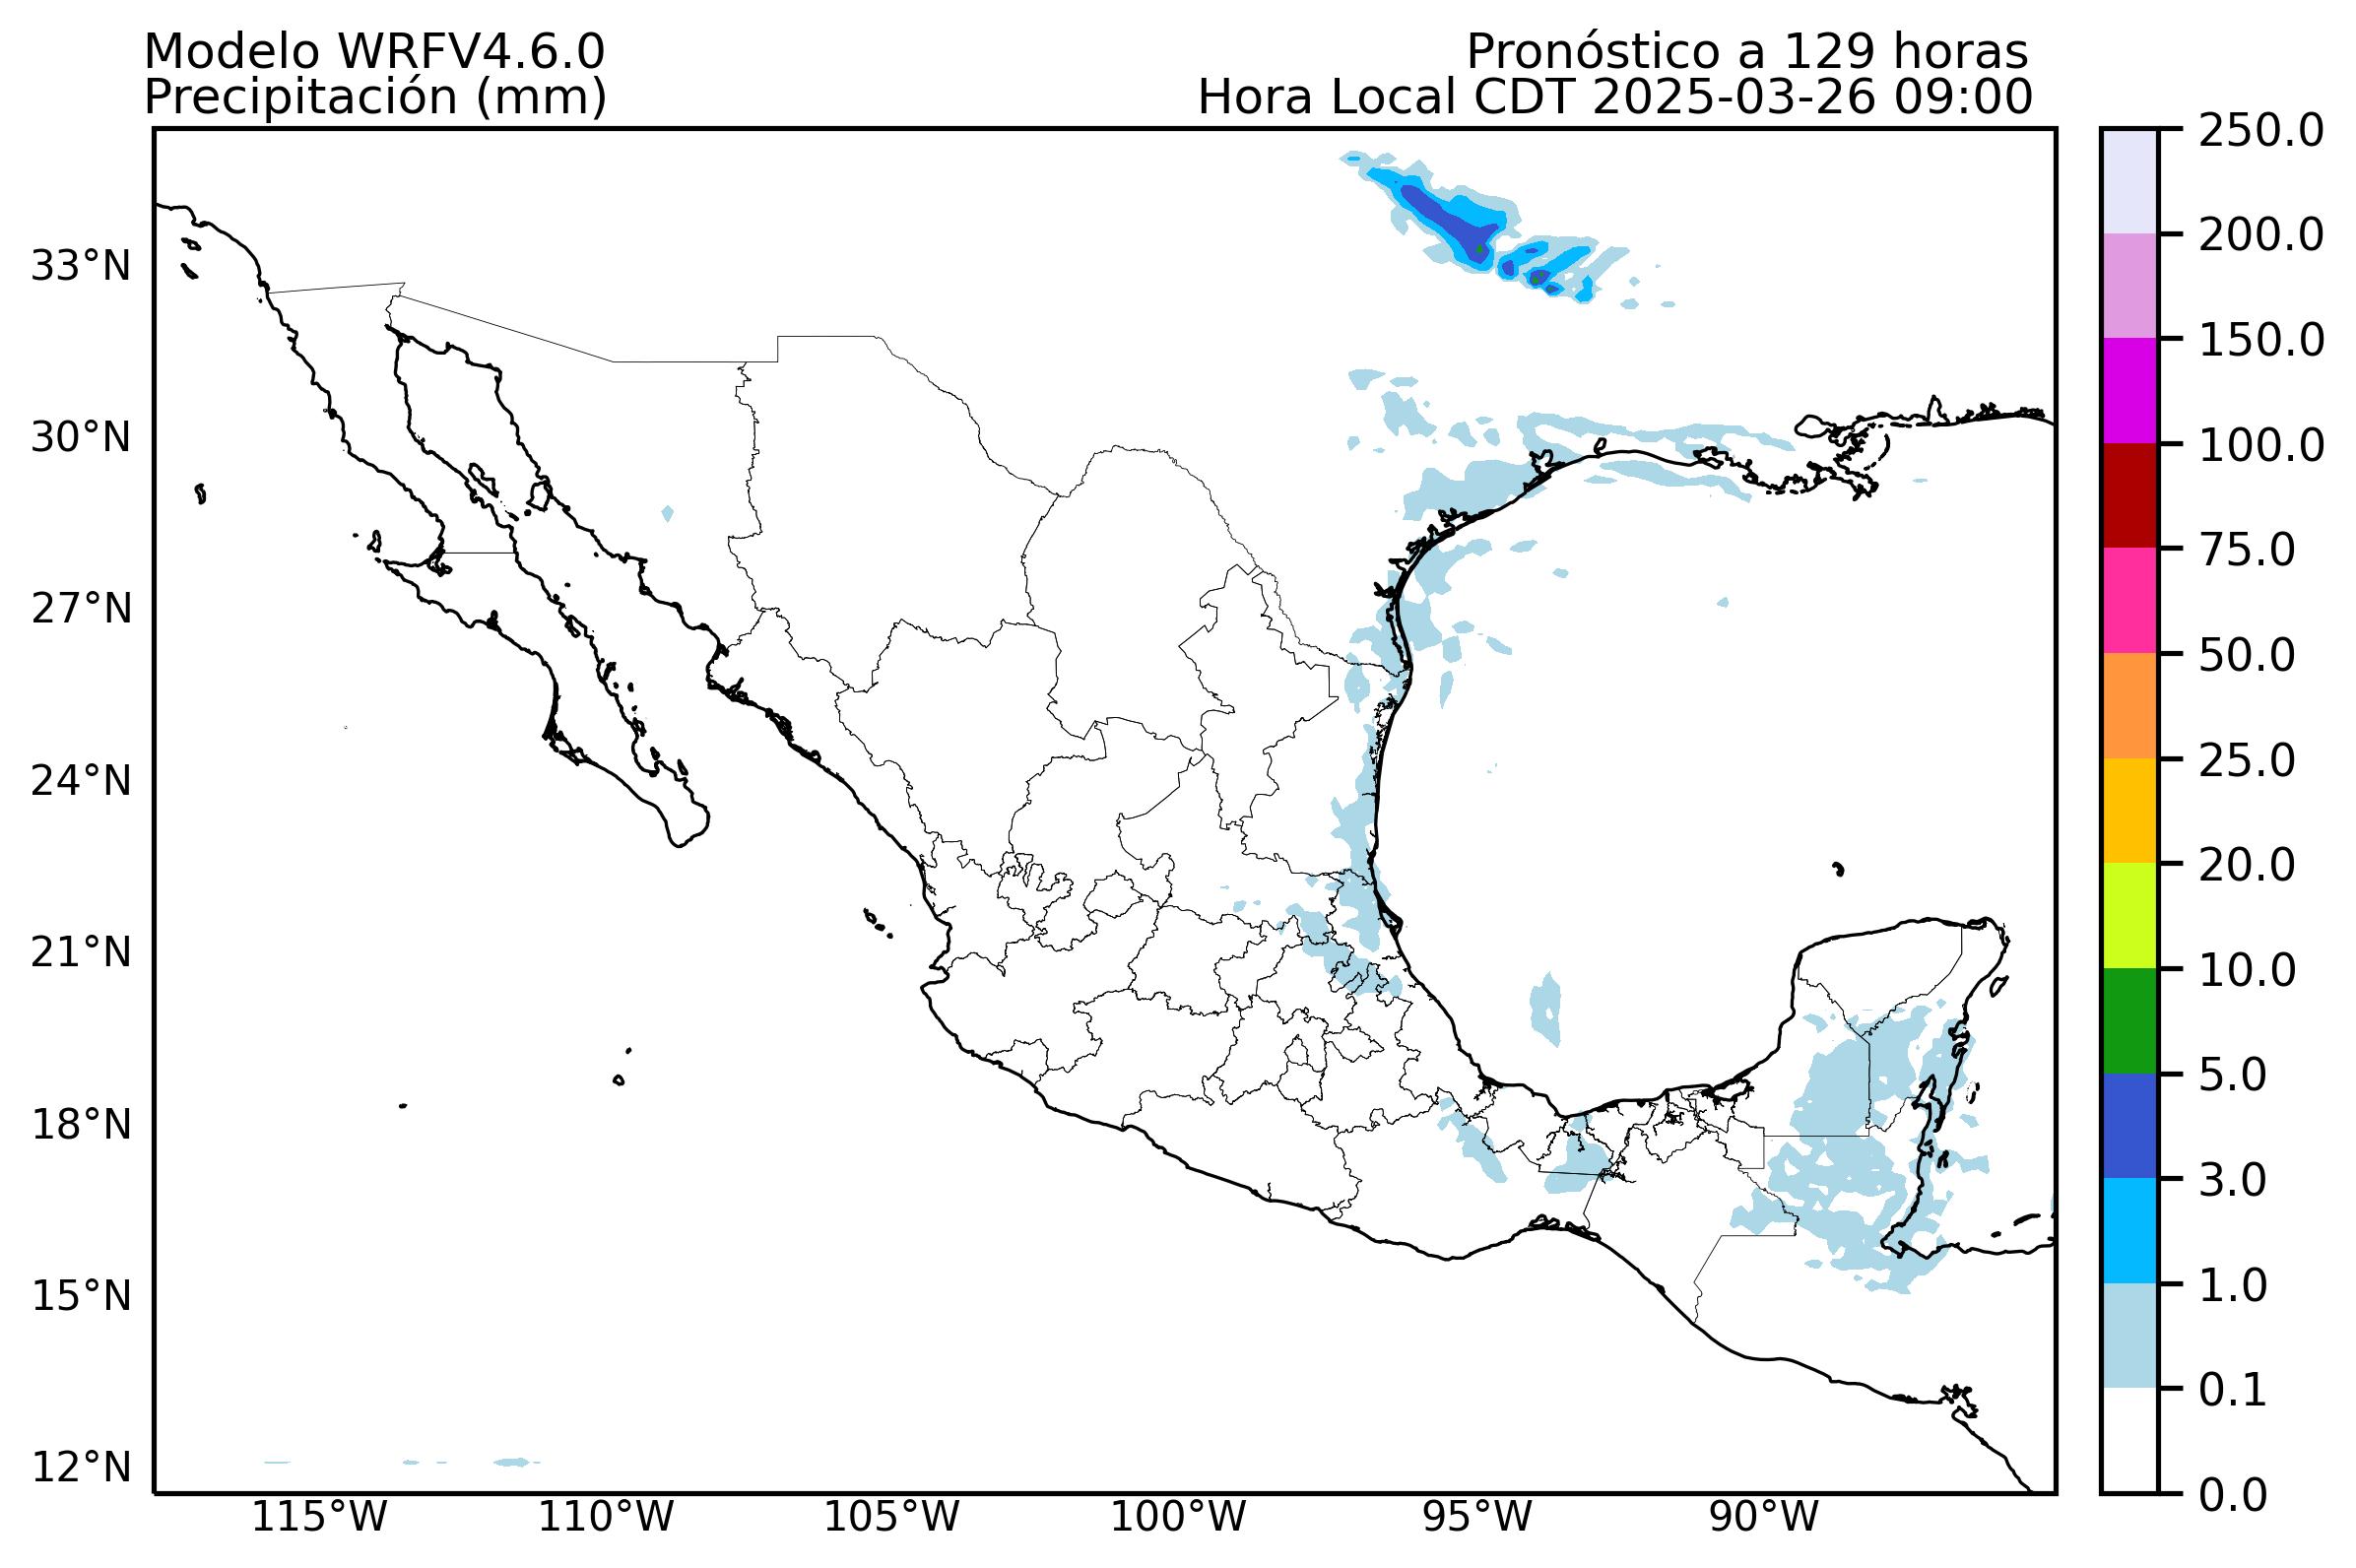 Modelo WRFV4.6.0
Pronóstico a 129 horas
Precipitación (mm)
Hora Local CDT 2025-03-26 09:00
33°N
30°N
27°N
24°N
21°N
18°N
15°N
12°N
115°W
110°W
105°W
100°W
95°W
90°W
250.0
200.0
150.0
100.0
75.0
50.0
25.0
20.0
10.0
5.0
3.0
1.0
0.1
0.0